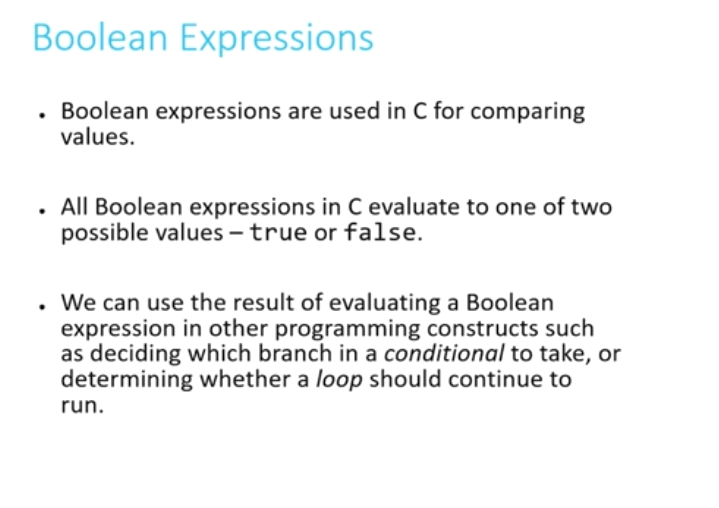 Boolean Expressions
• Boolean expressions are used in C for comparing
values.
• All Boolean expressions in C evaluate to one of two
possible values – true or false.
• We can use the result of evaluating a Boolean
expression in other programming constructs such
as deciding which branch in a conditional to take, or
determining whether a loop should continue to
run.